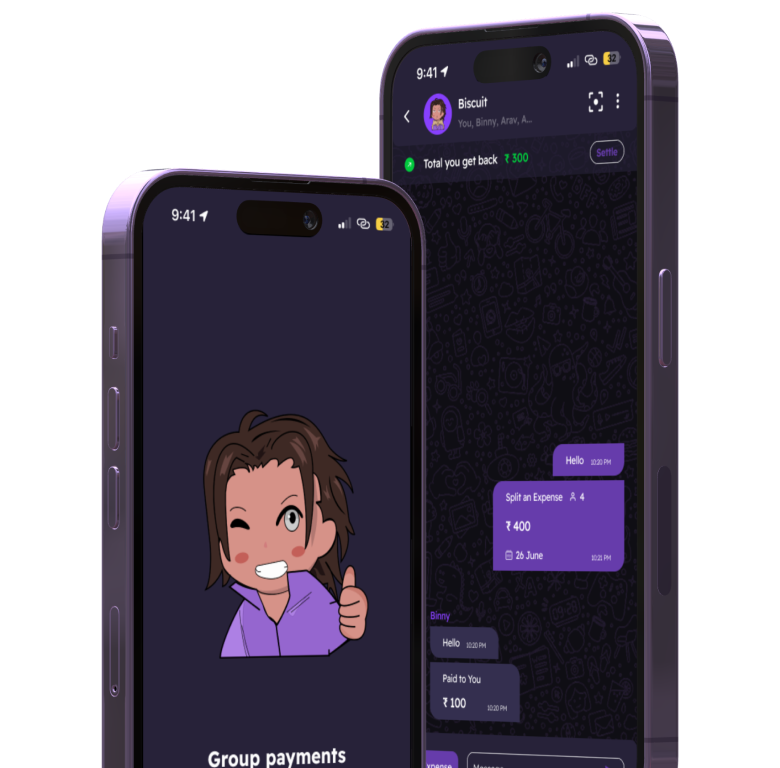 9:41
32
Biscuit
You, Binny, Arav, A...
Total you get back ₹ 300
Settle
Hello 10:20 PM
Split an Expense 4
₹ 400
26 June 10:21 PM
Binny
Hello 10:20 PM
Paid to You
₹ 100 10:20 PM
xpense
9:41
32
Group payments